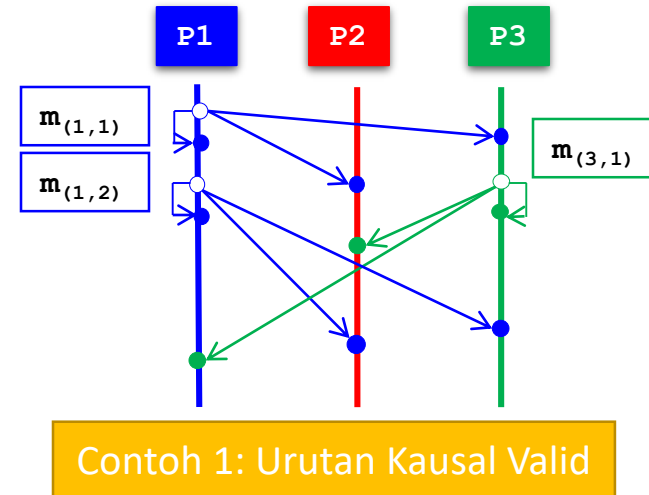 P1
P2
P3
m(1,1)
m(3,1)
m(1,2)
Contoh 1: Urutan Kausal Valid